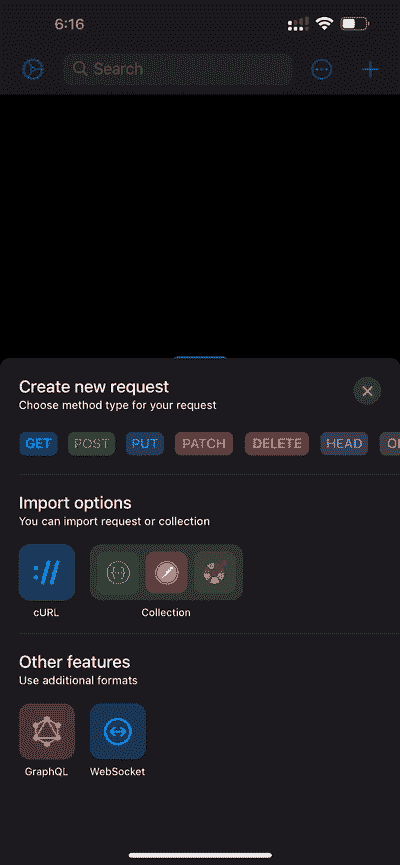 6:16
Search
Create new request
Choose method type for your request
GET POST PUT PATCH DELETE HEAD
Import options
You can import request or collection
cURL Collection
Other features
Use additional formats
GraphQL WebSocket